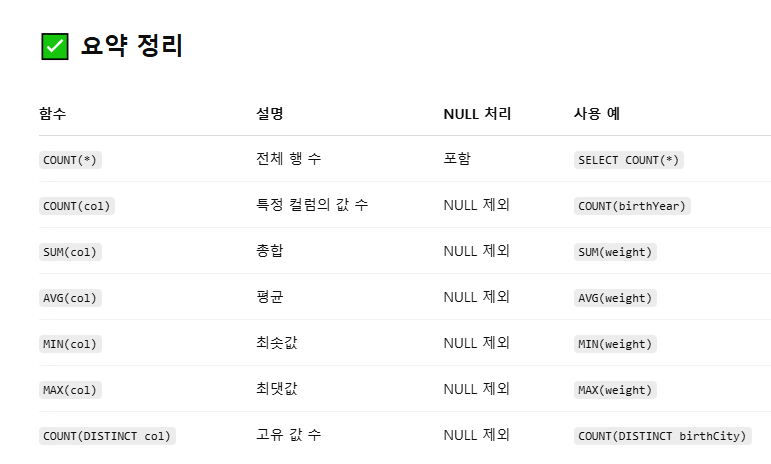 ✅ 요약 정리
함수 설명 NULL 처리 사용 예
COUNT(*) 전체 행 수 포함 SELECT COUNT(*)
COUNT(col) 특정 컬럼의 값 수 NULL 제외 COUNT(birthYear)
SUM(col) 총합 NULL 제외 SUM(weight)
AVG(col) 평균 NULL 제외 AVG(weight)
MIN(col) 최솟값 NULL 제외 MIN(weight)
MAX(col) 최댓값 NULL 제외 MAX(weight)
COUNT(DISTINCT col) 고유 값 수 NULL 제외 COUNT(DISTINCT birthCity)